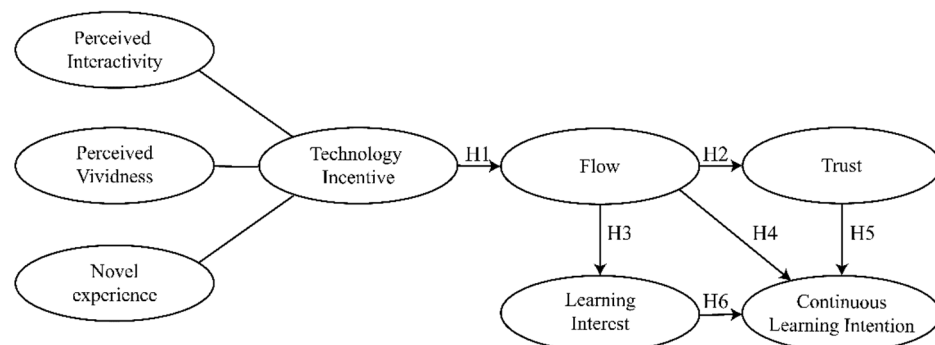 Perceived
Interactivity
Perceived
Vividness
Novel
experience
Technology
Incentive
H1
Flow
H2
Trust
H3
H4
H5
Learning
Interest
H6
Continuous
Learning Intention